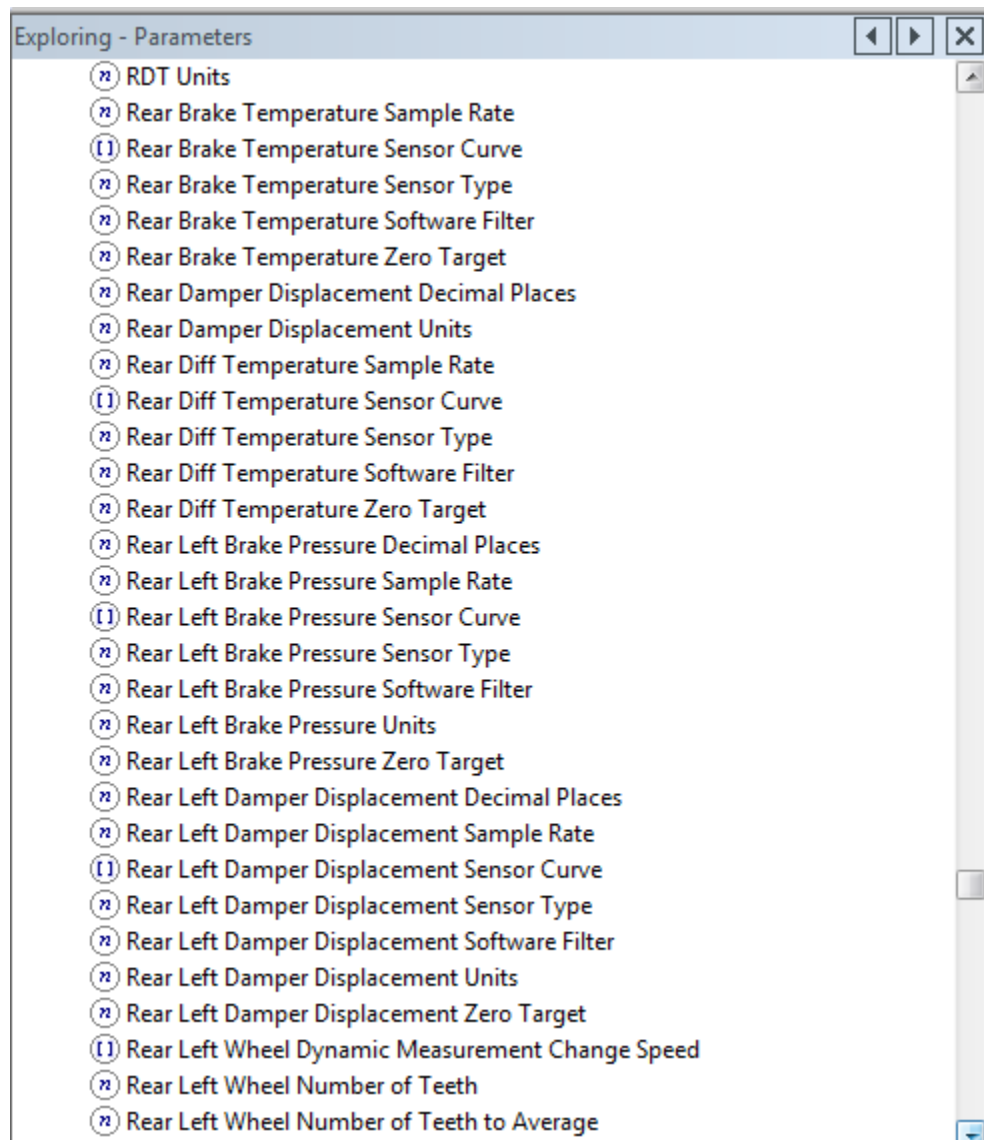 Exploring - Parameters
n RDT Units
n Rear Brake Temperature Sample Rate
[ ] Rear Brake Temperature Sensor Curve
n Rear Brake Temperature Sensor Type
n Rear Brake Temperature Software Filter
n Rear Brake Temperature Zero Target
n Rear Damper Displacement Decimal Places
n Rear Damper Displacement Units
n Rear Diff Temperature Sample Rate
[ ] Rear Diff Temperature Sensor Curve
n Rear Diff Temperature Sensor Type
n Rear Diff Temperature Software Filter
n Rear Diff Temperature Zero Target
n Rear Left Brake Pressure Decimal Places
n Rear Left Brake Pressure Sample Rate
[ ] Rear Left Brake Pressure Sensor Curve
n Rear Left Brake Pressure Sensor Type
n Rear Left Brake Pressure Software Filter
n Rear Left Brake Pressure Units
n Rear Left Brake Pressure Zero Target
n Rear Left Damper Displacement Decimal Places
n Rear Left Damper Displacement Sample Rate
[ ] Rear Left Damper Displacement Sensor Curve
n Rear Left Damper Displacement Sensor Type
n Rear Left Damper Displacement Software Filter
n Rear Left Damper Displacement Units
n Rear Left Damper Displacement Zero Target
[ ] Rear Left Wheel Dynamic Measurement Change Speed
n Rear Left Wheel Number of Teeth
n Rear Left Wheel Number of Teeth to Average